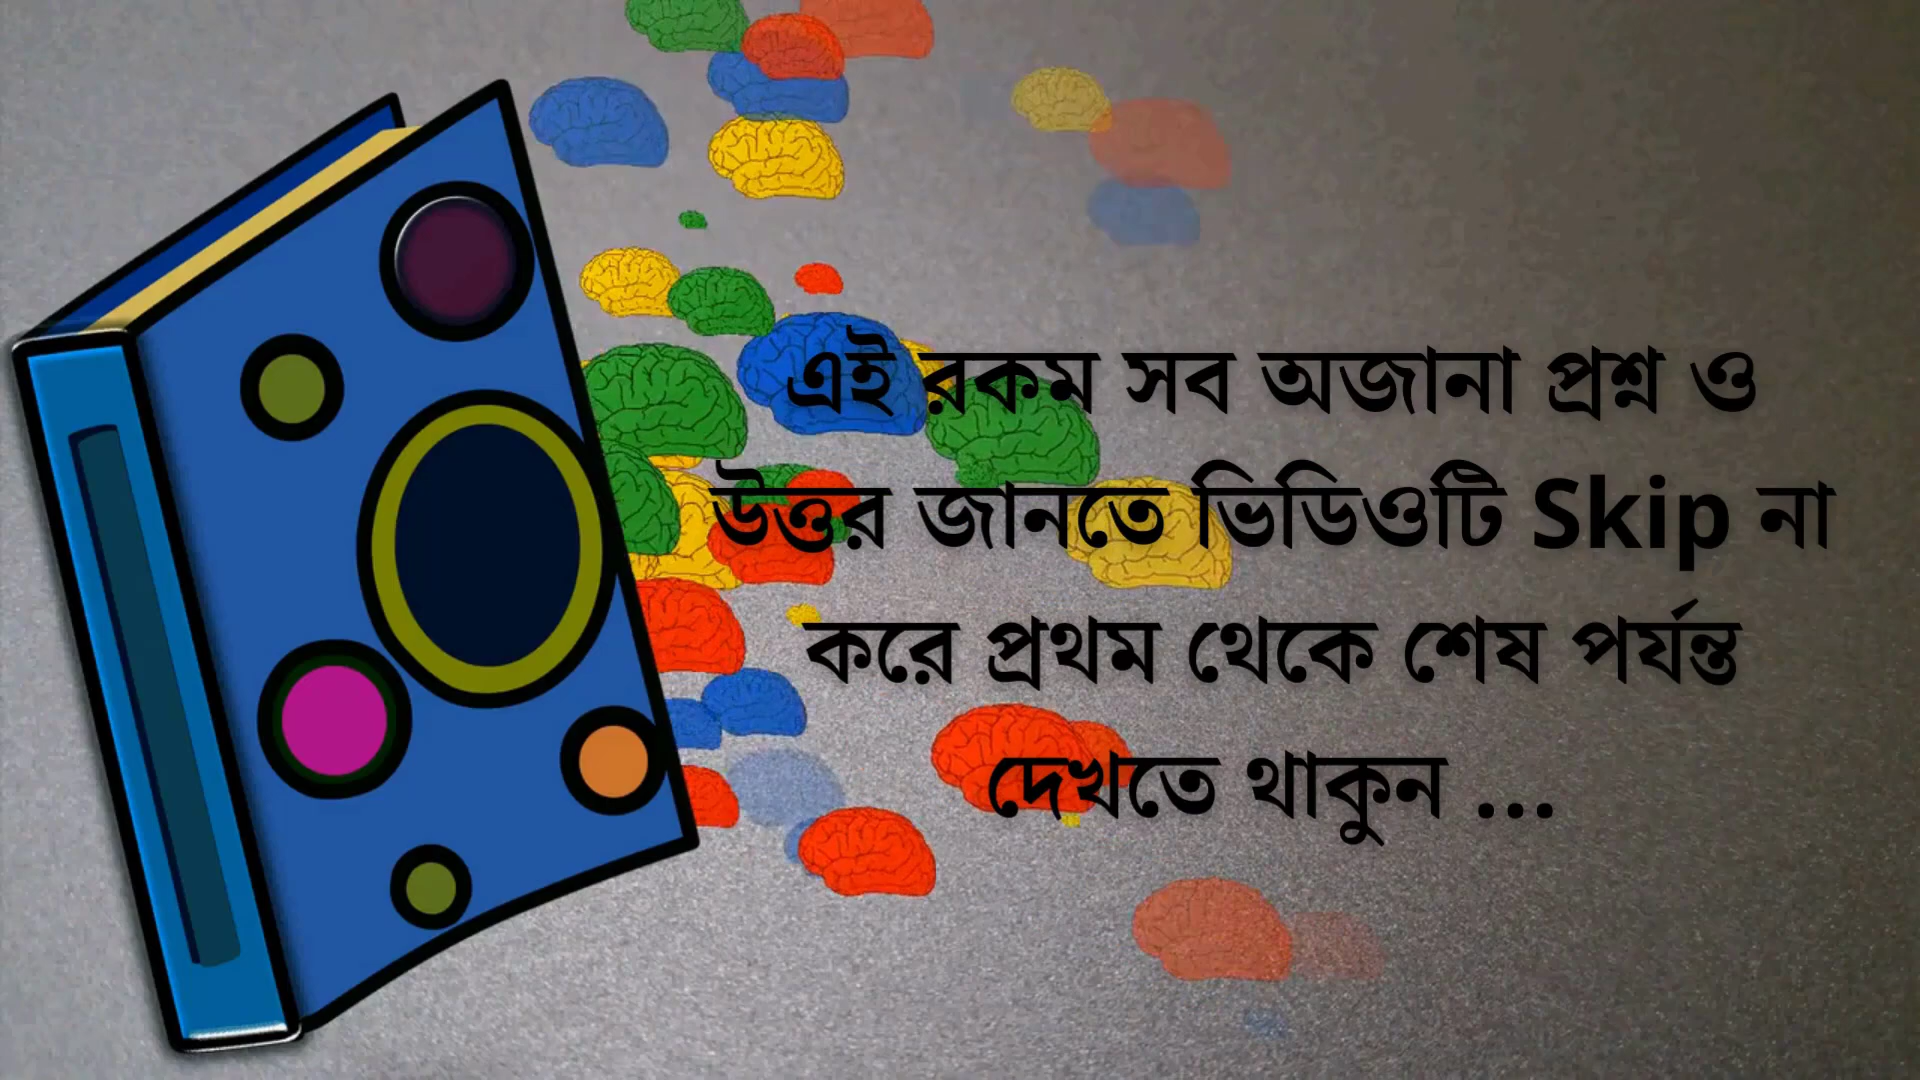 এই রকম সব অজানা প্রশ্ন ও
উত্তর জানতে ভিডিওটি Skip না
করে প্রথম থেকে শেষ পর্যন্ত
দেখতে থাকুন ...